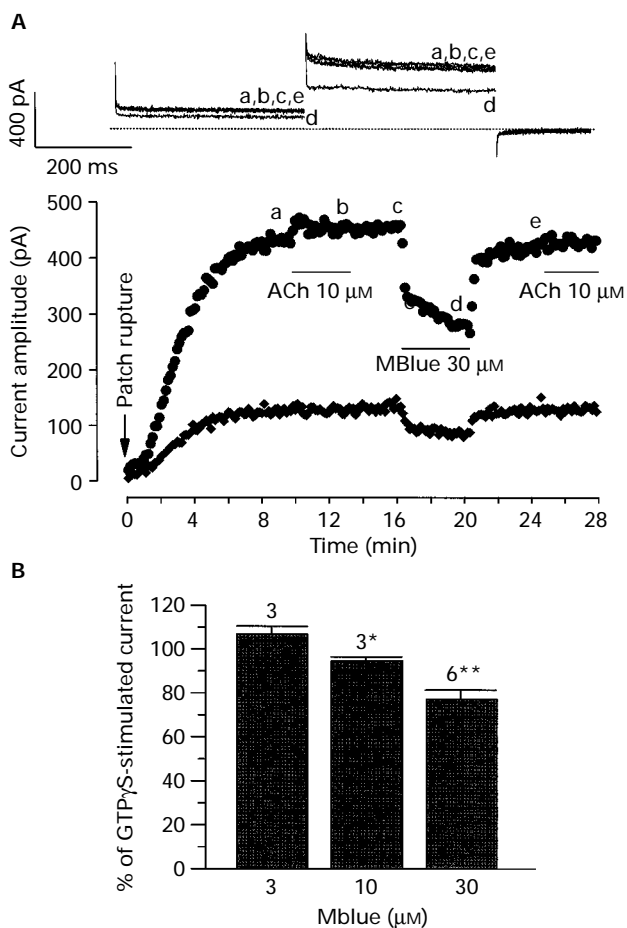 A
a,b,c,e
d
a,b,c,e
d
400 pA
200 ms
Current amplitude (pA)
500
400
300
200
100
0
Patch rupture
a
b
c
ACh 10 μM
c
d
MBlue 30 μM
e
ACh 10 μM
0
4
8
12
16
20
24
28
Time (min)
B
% of GTPγS-stimulated current
120
100
80
60
40
120
0
3
3*
6**
3
10
30
Mblue (μM)